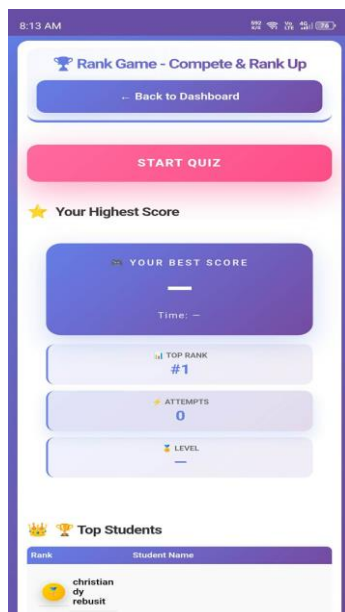 8:13 AM
🏆 Rank Game - Compete & Rank Up
← Back to Dashboard
START QUIZ
⭐ Your Highest Score
🎮 YOUR BEST SCORE
—
Time: —
📊 TOP RANK
#1
⚡ ATTEMPTS
0
🏅 LEVEL
—
👑 🏆 Top Students
Rank Student Name
christian
dy
rebusit